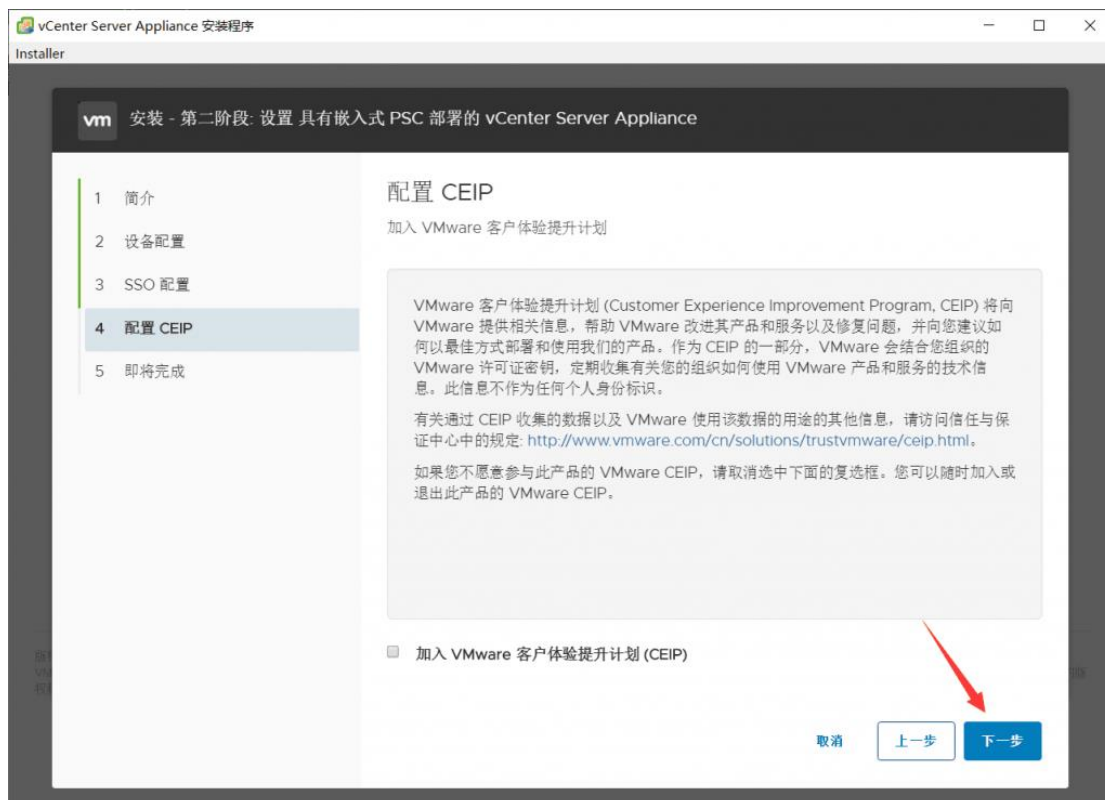 vCenter Server Appliance 安装程序
Installer
vm 安装 - 第二阶段: 设置 具有嵌入式 PSC 部署的 vCenter Server Appliance
1 简介
2 设备配置
3 SSO 配置
4 配置 CEIP
5 即将完成
配置 CEIP
加入 VMware 客户体验提升计划
VMware 客户体验提升计划 (Customer Experience Improvement Program, CEIP) 将向
VMware 提供相关信息，帮助 VMware 改进其产品和服务以及修复问题，并向您建议如
何以最佳方式部署和使用我们的产品。作为 CEIP 的一部分，VMware 会结合您组织的
VMware 许可证密钥，定期收集有关您的组织如何使用 VMware 产品和服务的技术信
息。此信息不作为任何个人身份标识。
有关通过 CEIP 收集的数据以及 VMware 使用该数据的用途的其他信息，请访问信任与保
证中心中的规定: http://www.vmware.com/cn/solutions/trustvmware/ceip.html。
如果您不愿意参与此产品的 VMware CEIP，请取消选中下面的复选框。您可以随时加入或
退出此产品的 VMware CEIP。
加入 VMware 客户体验提升计划 (CEIP)
取消 上一步 下一步